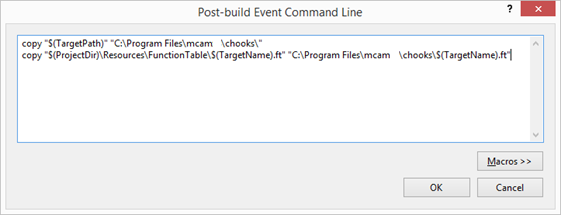 Post-build Event Command Line
? X
copy "$(TargetPath)" "C:\Program Files\mcam   \chooks\"
copy "$(ProjectDir)\Resources\FunctionTable\$(TargetName).ft" "C:\Program Files\mcam   \chooks\$(TargetName).ft"
Macros >>
OK
Cancel